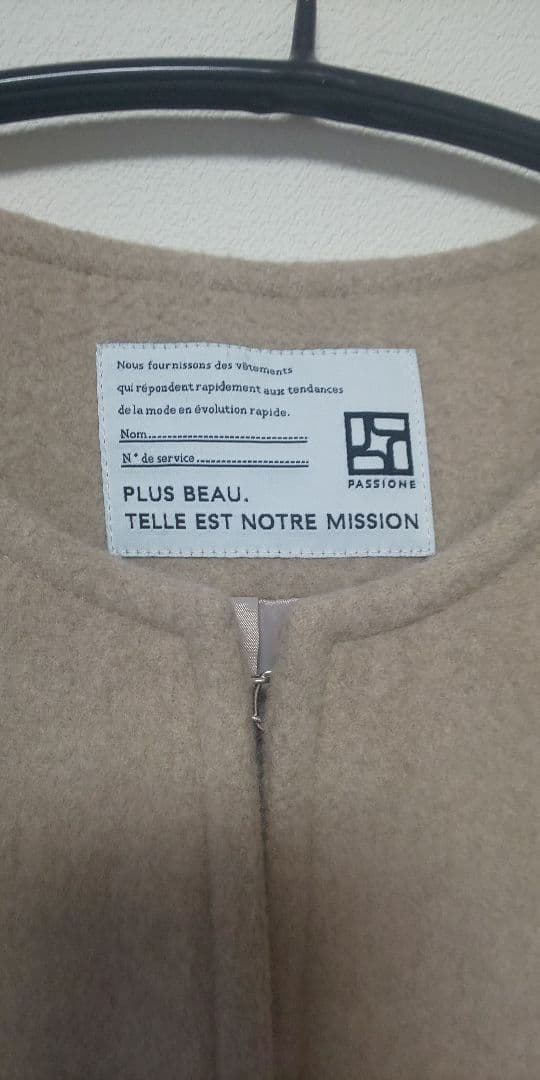 Nous fournissons des vêtements
qui répondent rapidement aux tendances
de la mode en évolution rapide.
Nom
N° de service
PASSIONE
PLUS BEAU.
TELLE EST NOTRE MISSION